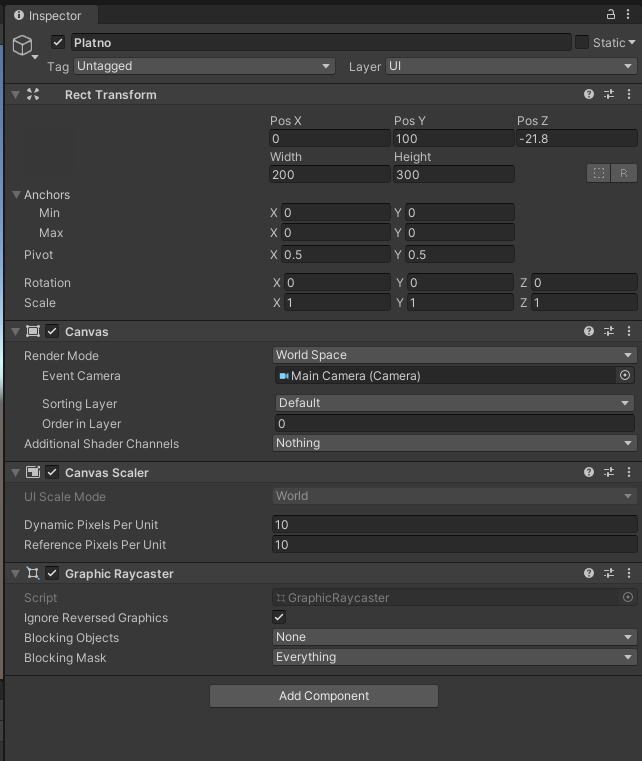 Inspector
Platno
Static
Tag Untagged Layer UI
Rect Transform
Pos X Pos Y Pos Z
0 100 -21.8
Width Height
200 300
R
Anchors
Min X 0 Y 0
Max X 0 Y 0
Pivot X 0.5 Y 0.5
Rotation X 0 Y 0 Z 0
Scale X 1 Y 1 Z 1
Canvas
Render Mode World Space
Event Camera Main Camera (Camera)
Sorting Layer Default
Order in Layer 0
Additional Shader Channels Nothing
Canvas Scaler
UI Scale Mode World
Dynamic Pixels Per Unit 10
Reference Pixels Per Unit 10
Graphic Raycaster
Script GraphicRaycaster
Ignore Reversed Graphics
Blocking Objects None
Blocking Mask Everything
Add Component